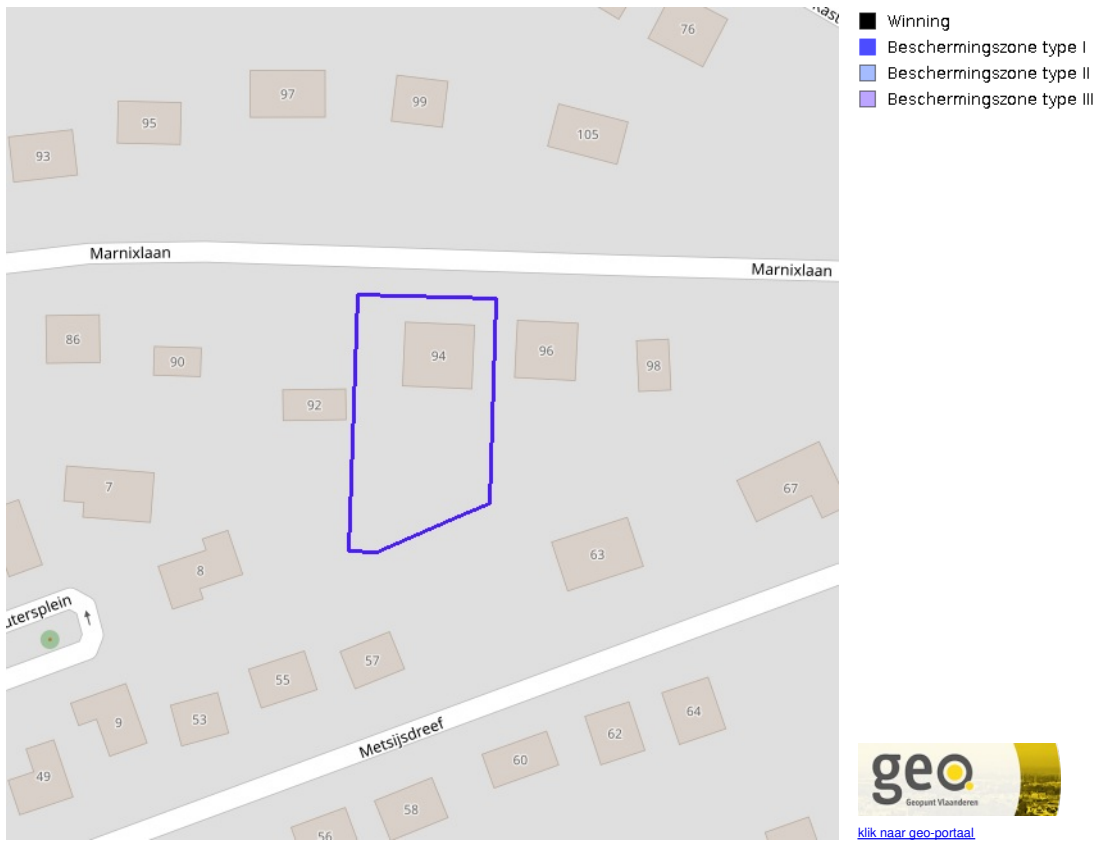 76
97
99
95
105
93
Marnixlaan
Marnixlaan
86
90
94
96
98
92
7
67
8
63
57
55
9
53
64
62
Metsijsdreef
60
49
58
56
Winning
Beschermingszone type I
Beschermingszone type II
Beschermingszone type III
geo.
Geopunt Vlaanderen
klik naar geo-portaal